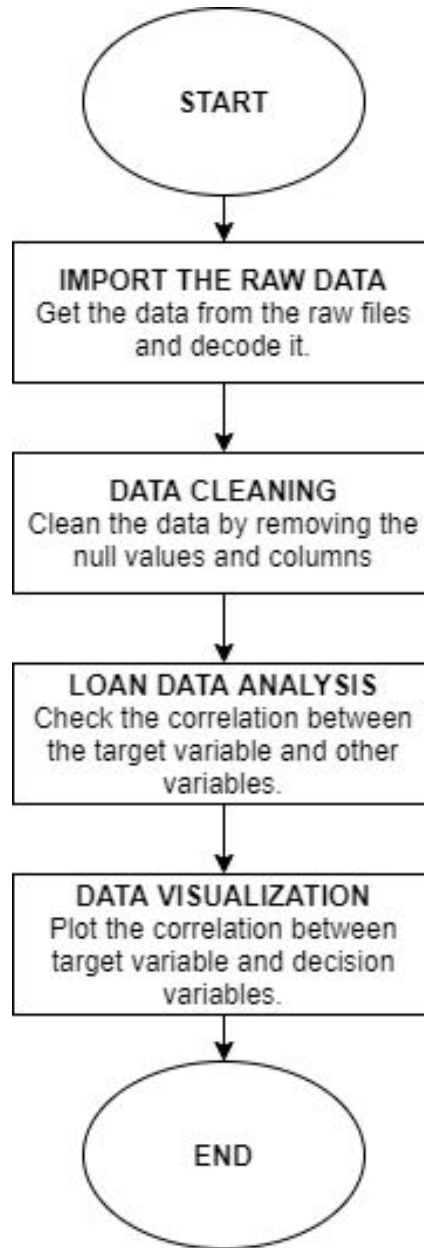 START
IMPORT THE RAW DATA
Get the data from the raw files
and decode it.
DATA CLEANING
Clean the data by removing the
null values and columns
LOAN DATA ANALYSIS
Check the correlation between
the target variable and other
variables.
DATA VISUALIZATION
Plot the correlation between
target variable and decision
variables.
END